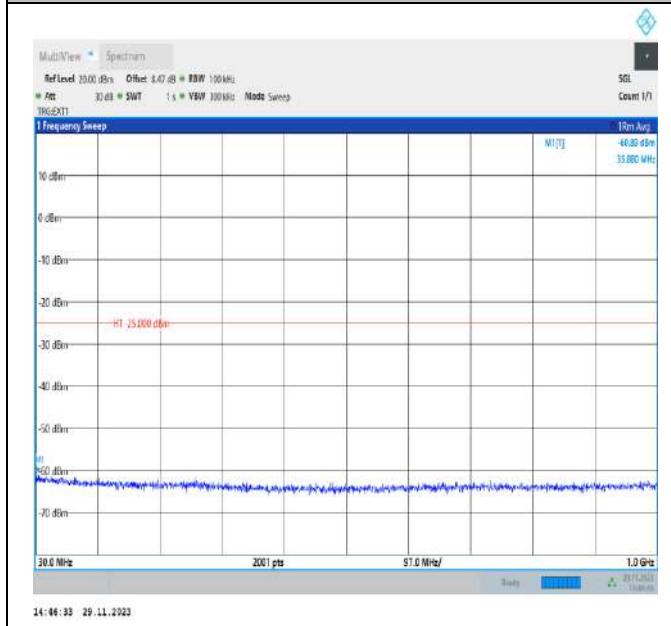 MultiView Spectrum
Ref Level 20.00 dBm Offset 8.47 dB RBW 100 kHz SGL
Att 30 dB SWT 1 s VBW 300 kHz Mode Sweep Count 1/1
TRG:EXT1
1 Frequency Sweep 1Rm Avg
M1[1] -60.83 dBm
33.880 MHz
10 dBm
0 dBm
-10 dBm
-20 dBm
H1 -25.000 dBm
-30 dBm
-40 dBm
-50 dBm
M1
-60 dBm
-70 dBm
30.0 MHz 2001 pts 97.0 MHz/ 1.0 GHz
Ready 29.11.2023
14:46:33 29.11.2023